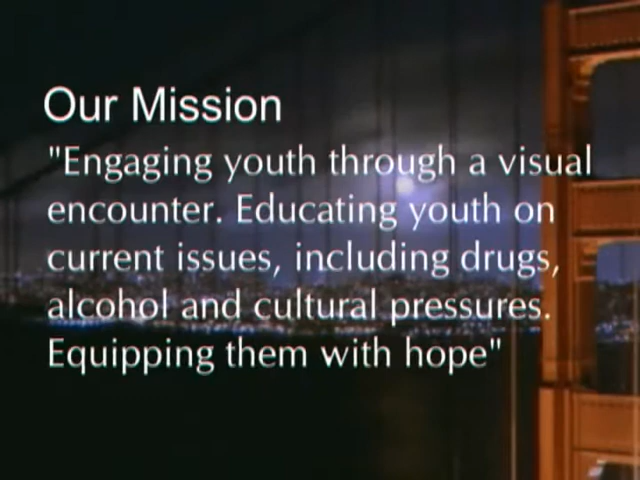 Our Mission
"Engaging youth through a visual
encounter. Educating youth on
current issues, including drugs,
alcohol and cultural pressures.
Equipping them with hope"